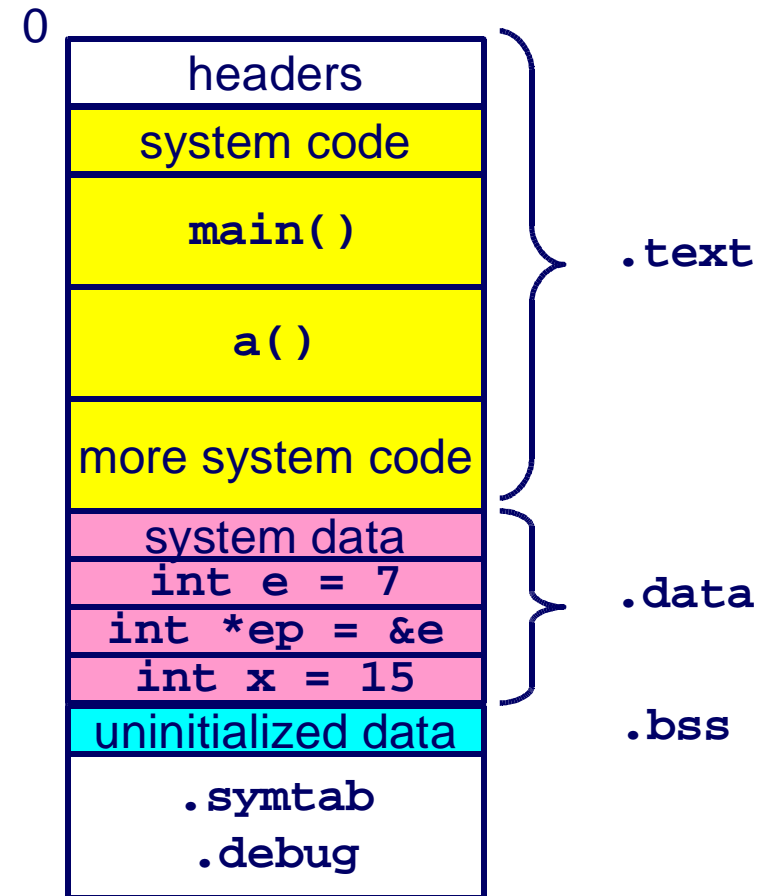 0
headers
system code
main()
a()
more system code
.text
system data
int e = 7
int *ep = &e
int x = 15
.data
uninitialized data
.bss
.symtab
.debug